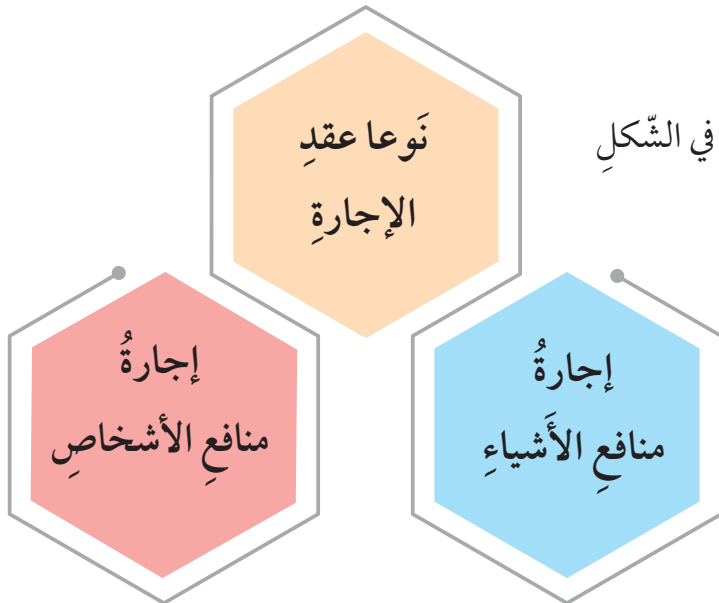 في الشّكلِ
نَوعا عقدِ
الإجارةِ
إجارةُ
منافعِ الأَشياءِ
إجارةُ
منافعِ الأشخاصِ